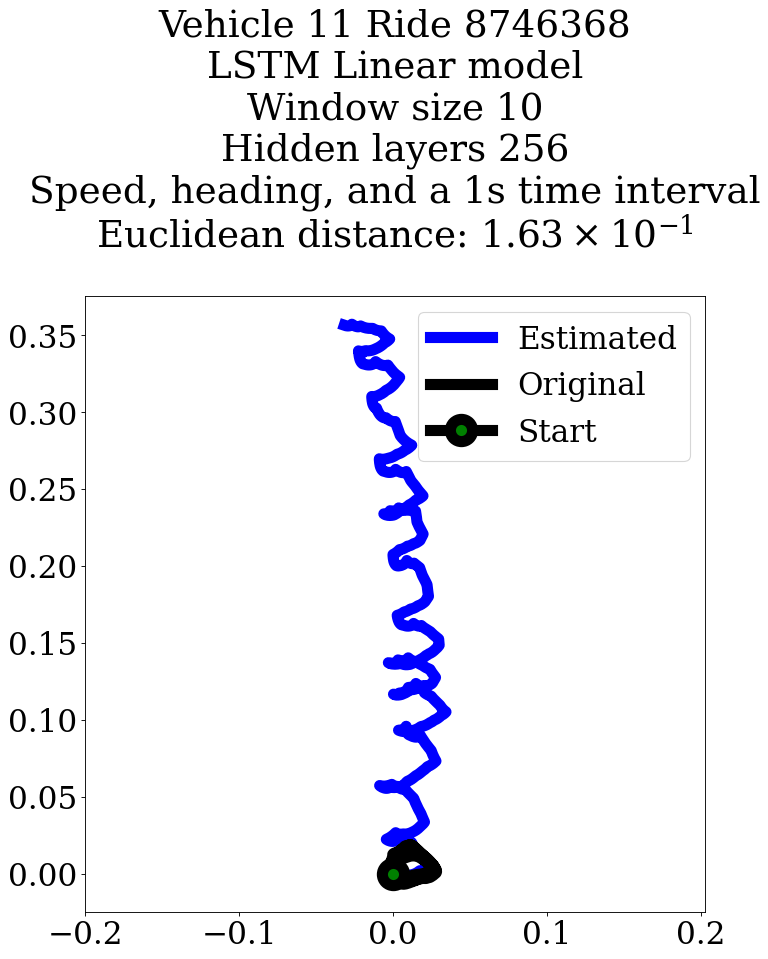 Vehicle 11 Ride 8746368
LSTM Linear model
Window size 10
Hidden layers 256
Speed, heading, and a 1s time interval
Euclidean distance: 1.63 × 10⁻¹
Estimated
Original
Start
0.35
0.30
0.25
0.20
0.15
0.10
0.05
0.00
−0.2 −0.1 0.0 0.1 0.2